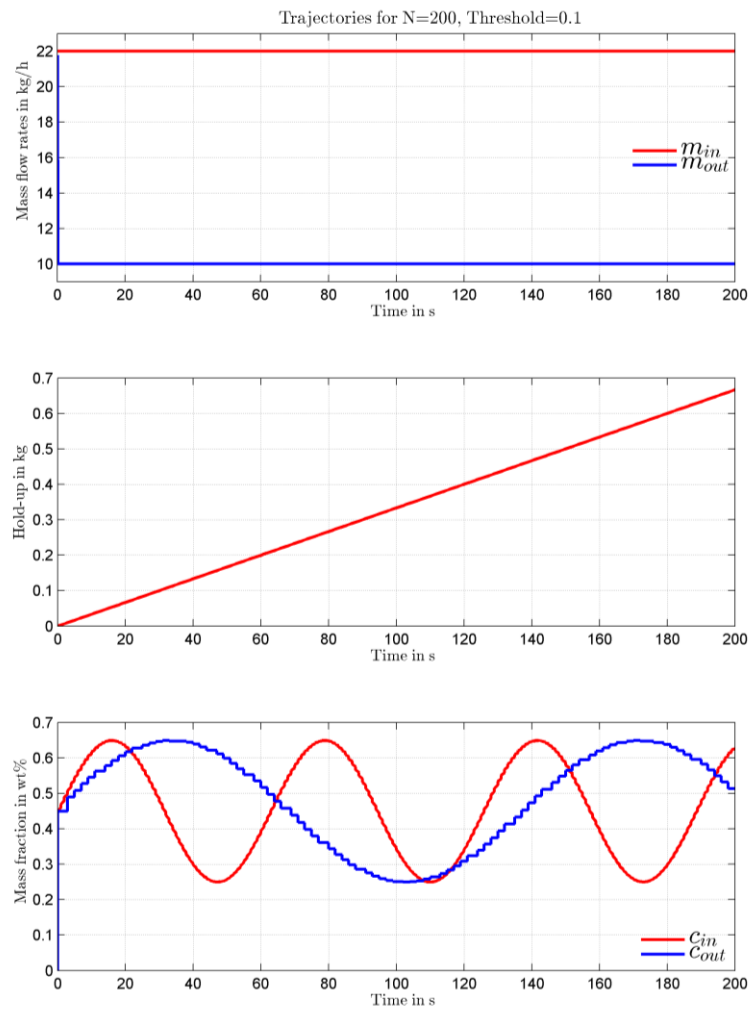 Trajectories for N=200, Threshold=0.1
Mass flow rates in kg/h
22
20
18
16
14
12
10
m_in
m_out
0 20 40 60 80 100 120 140 160 180 200
Time in s
Hold-up in kg
0.7
0.6
0.5
0.4
0.3
0.2
0.1
0
0 20 40 60 80 100 120 140 160 180 200
Time in s
Mass fraction in wt%
0.7
0.6
0.5
0.4
0.3
0.2
0.1
0
c_in
c_out
0 20 40 60 80 100 120 140 160 180 200
Time in s